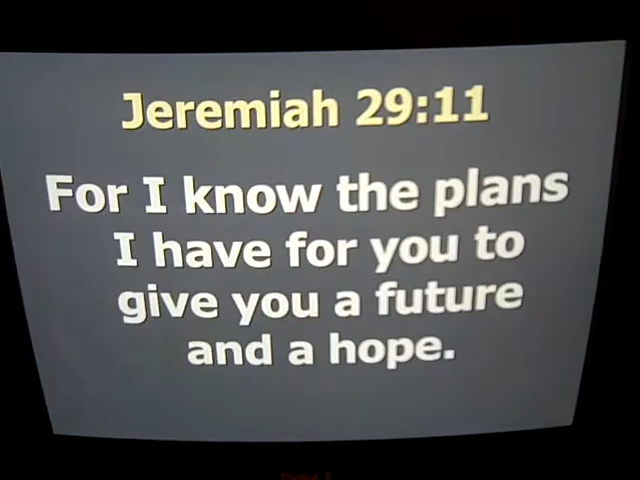 Jeremiah 29:11
For I know the plans
I have for you to
give you a future
and a hope.